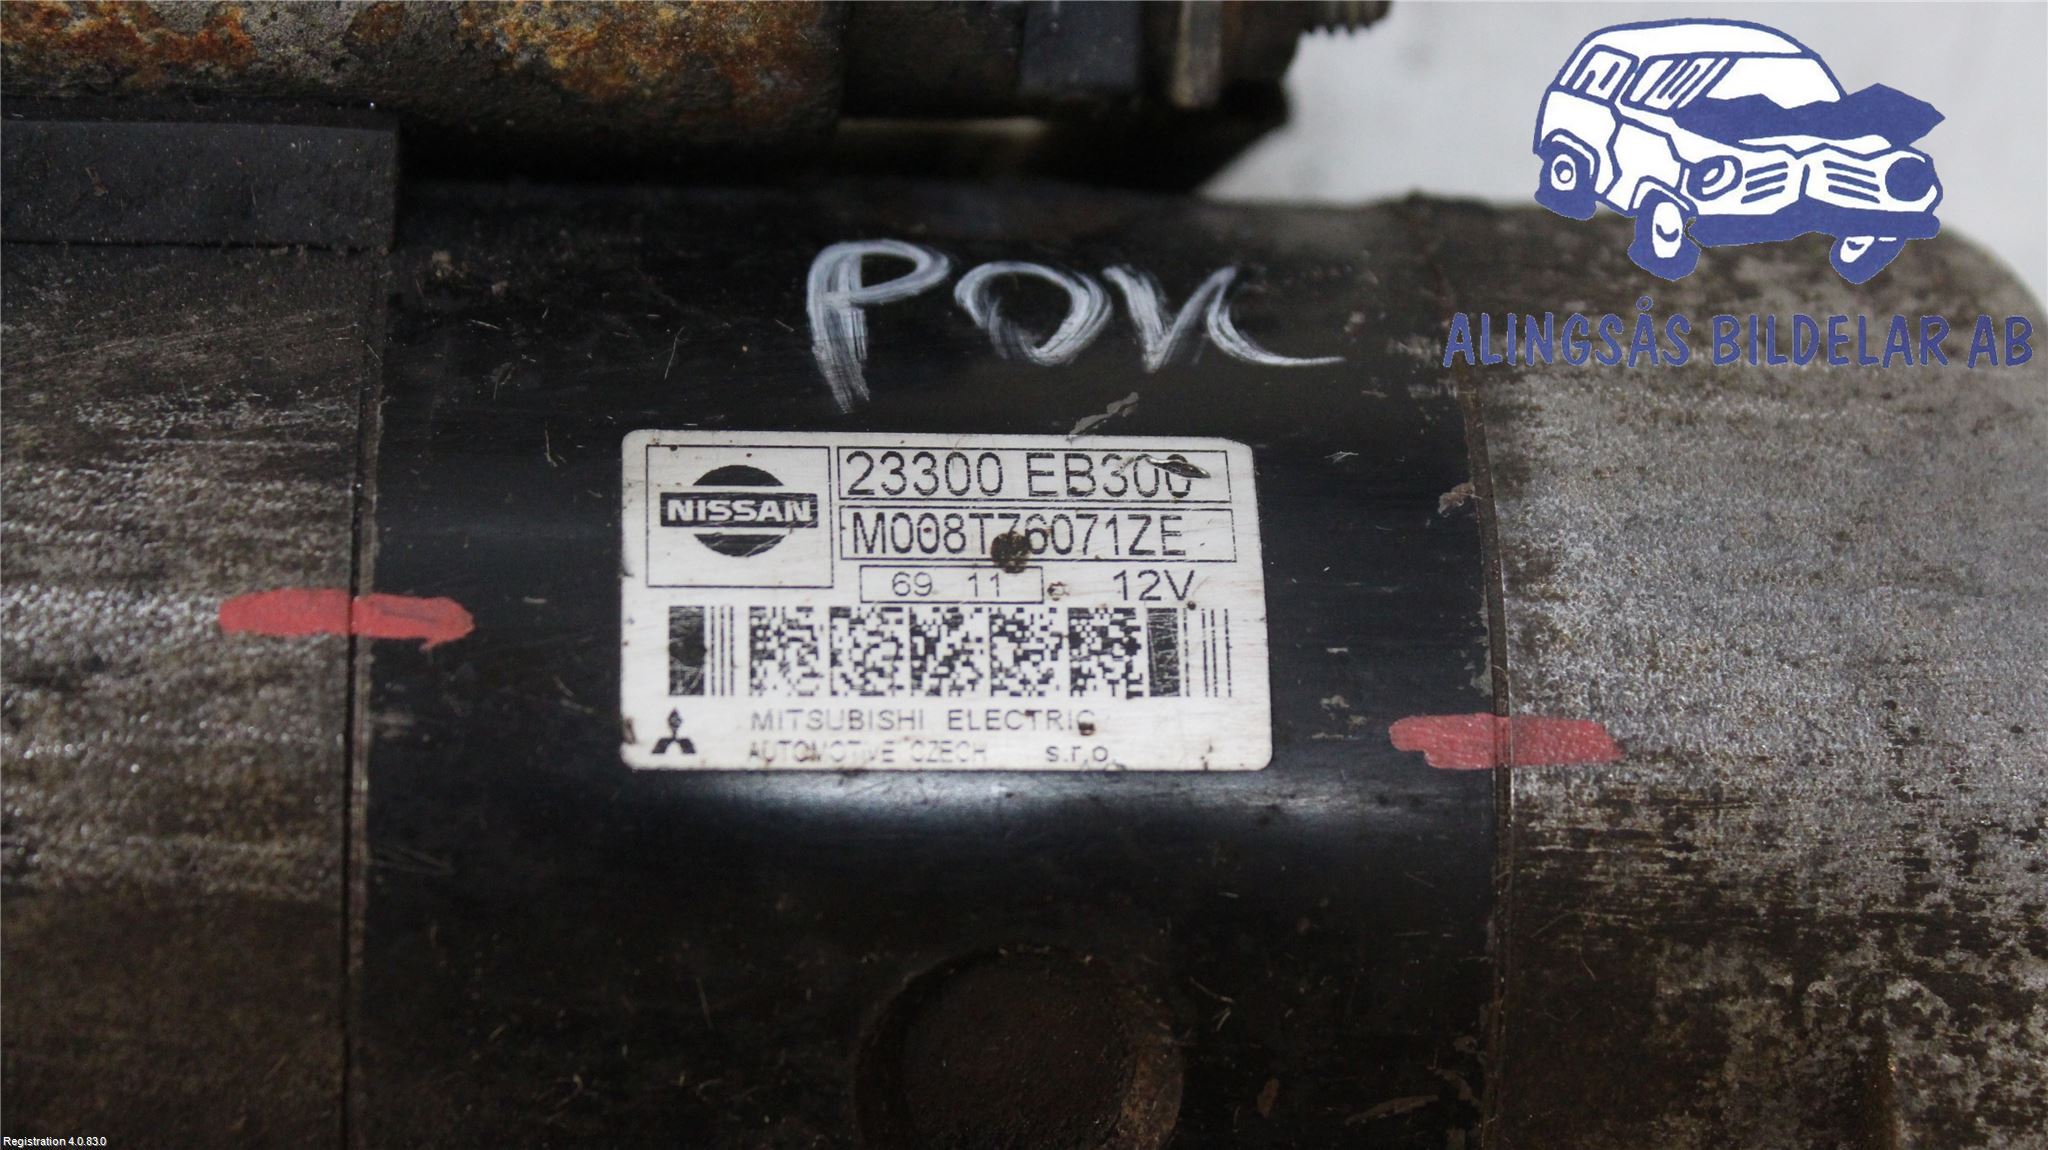 ALINGSÅS BILDELAR AB
23300 EB300
NISSAN
M008T76071ZE
69 11
12V
MITSUBISHI ELECTRIC
AUTOMOTIVE CZECH s.r.o.
Registration 4.0.83.0